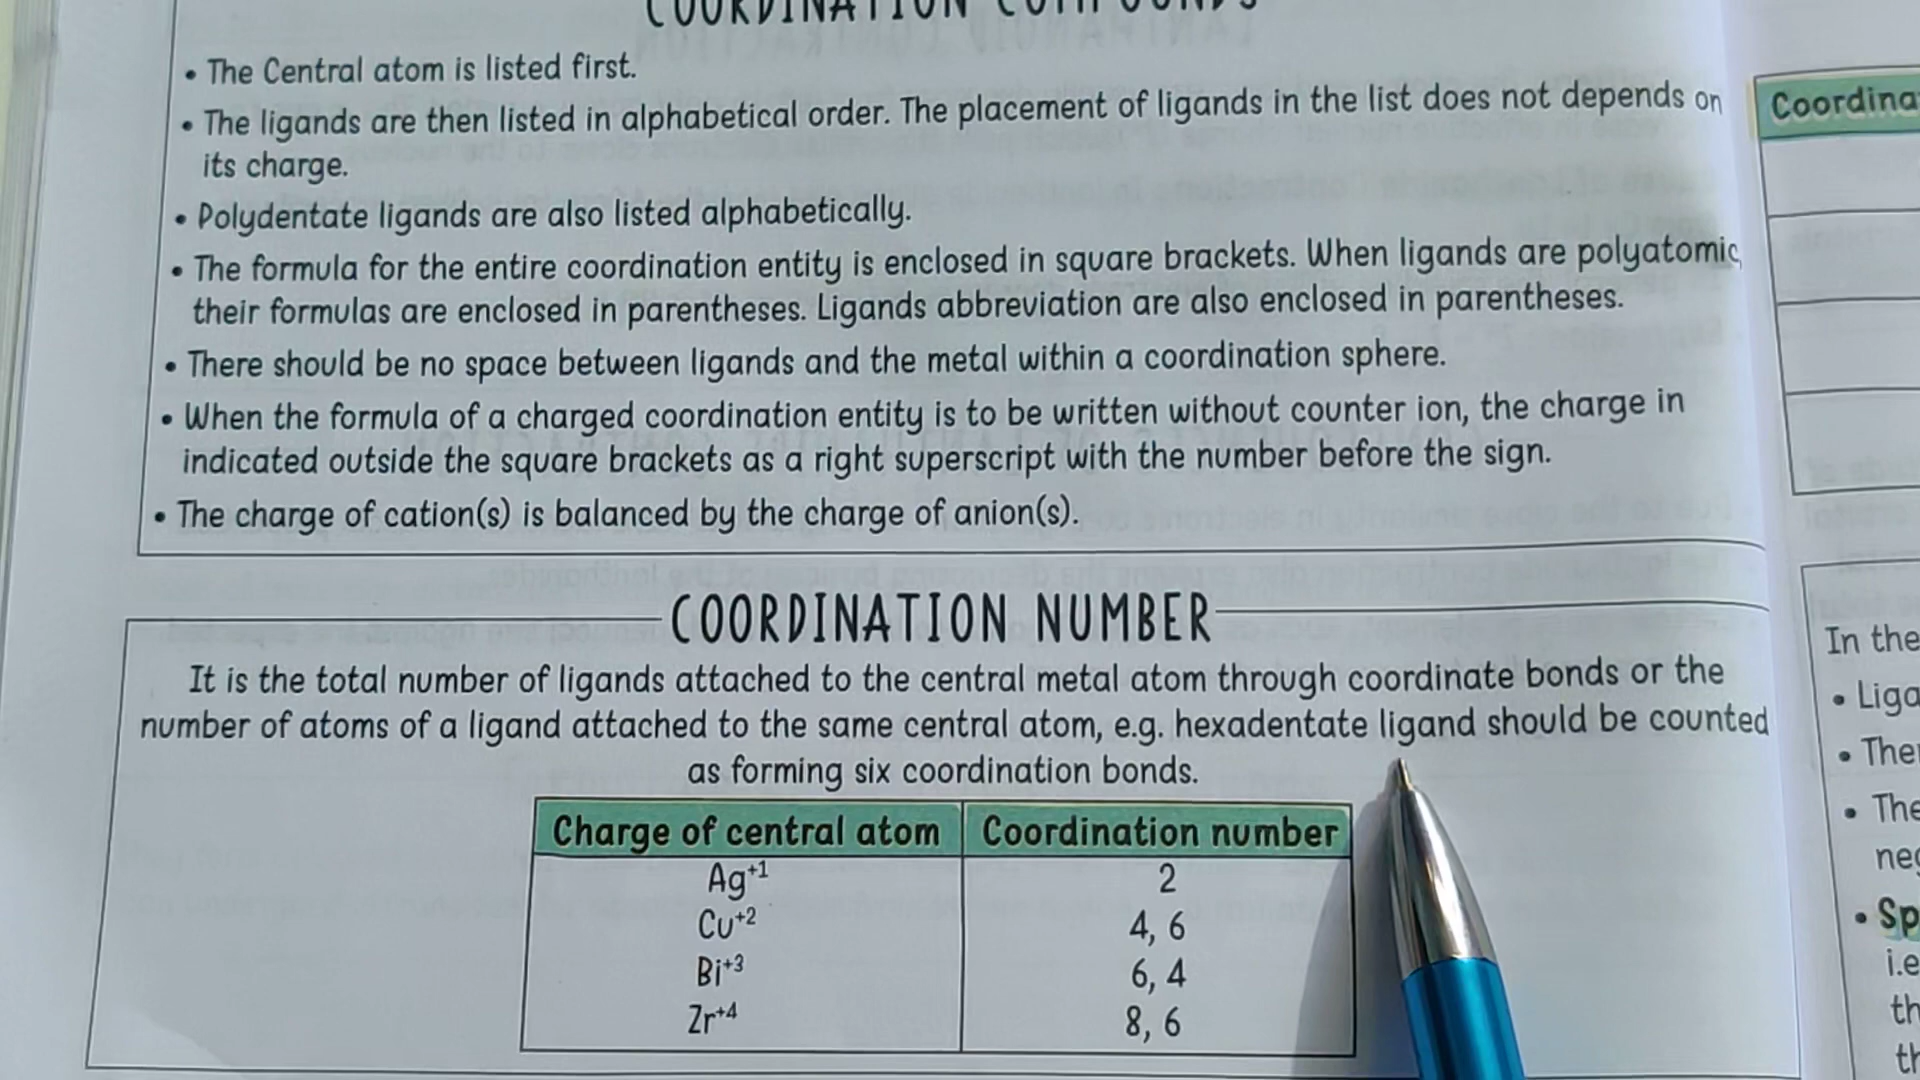 COORDINATION COMPOUNDS
• The Central atom is listed first.
• The ligands are then listed in alphabetical order. The placement of ligands in the list does not depends on
its charge.
• Polydentate ligands are also listed alphabetically.
• The formula for the entire coordination entity is enclosed in square brackets. When ligands are polyatomic,
their formulas are enclosed in parentheses. Ligands abbreviation are also enclosed in parentheses.
• There should be no space between ligands and the metal within a coordination sphere.
• When the formula of a charged coordination entity is to be written without counter ion, the charge in
indicated outside the square brackets as a right superscript with the number before the sign.
• The charge of cation(s) is balanced by the charge of anion(s).
COORDINATION NUMBER
It is the total number of ligands attached to the central metal atom through coordinate bonds or the
number of atoms of a ligand attached to the same central atom, e.g. hexadentate ligand should be counted
as forming six coordination bonds.
Charge of central atom Coordination number
Ag⁺¹ 2
Cu⁺² 4, 6
Bi⁺³ 6, 4
Zr⁺⁴ 8, 6
Coordina
In the
• Liga
• Ther
• The
neg
• Sp
i.e
th
th